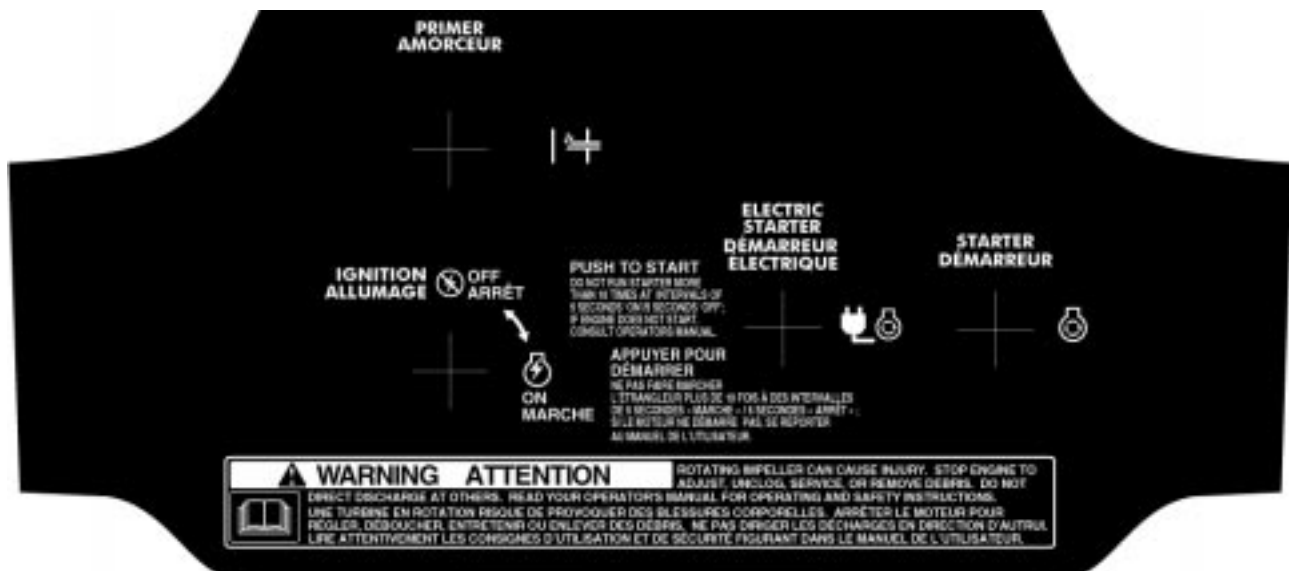 PRIMER
AMORCEUR
ELECTRIC
STARTER
DÉMARREUR
ELECTRIQUE
STARTER
DÉMARREUR
IGNITION
ALLUMAGE
OFF
ARRÊT
ON
MARCHE
PUSH TO START
DO NOT RUN STARTER MORE
THAN 10 TIMES AT INTERVALS OF
5 SECONDS 'ON'/5 SECONDS 'OFF';
IF ENGINE DOES NOT START,
CONSULT OPERATORS MANUAL.
APPUYER POUR
DÉMARRER
NE PAS FAIRE MARCHER
L'ÉTRANGLEUR PLUS DE 10 FOIS À DES INTERVALLES
DE 5 SECONDES « MARCHE » / 5 SECONDES « ARRÊT » ;
SI LE MOTEUR NE DÉMARRE PAS, SE REPORTER
AU MANUEL DE L'UTILISATEUR.
WARNING ATTENTION
ROTATING IMPELLER CAN CAUSE INJURY. STOP ENGINE TO
ADJUST, UNCLOG, SERVICE, OR REMOVE DEBRIS. DO NOT
DIRECT DISCHARGE AT OTHERS. READ YOUR OPERATOR'S MANUAL FOR OPERATING AND SAFETY INSTRUCTIONS.
UNE TURBINE EN ROTATION RISQUE DE PROVOQUER DES BLESSURES CORPORELLES. ARRÊTER LE MOTEUR POUR
RÉGLER, DÉBOUCHER, ENTRETENIR OU ENLEVER DES DÉBRIS. NE PAS DIRIGER LES DÉCHARGES EN DIRECTION D'AUTRUI.
LIRE ATTENTIVEMENT LES CONSIGNES D'UTILISATION ET DE SÉCURITÉ FIGURANT DANS LE MANUEL DE L'UTILISATEUR.